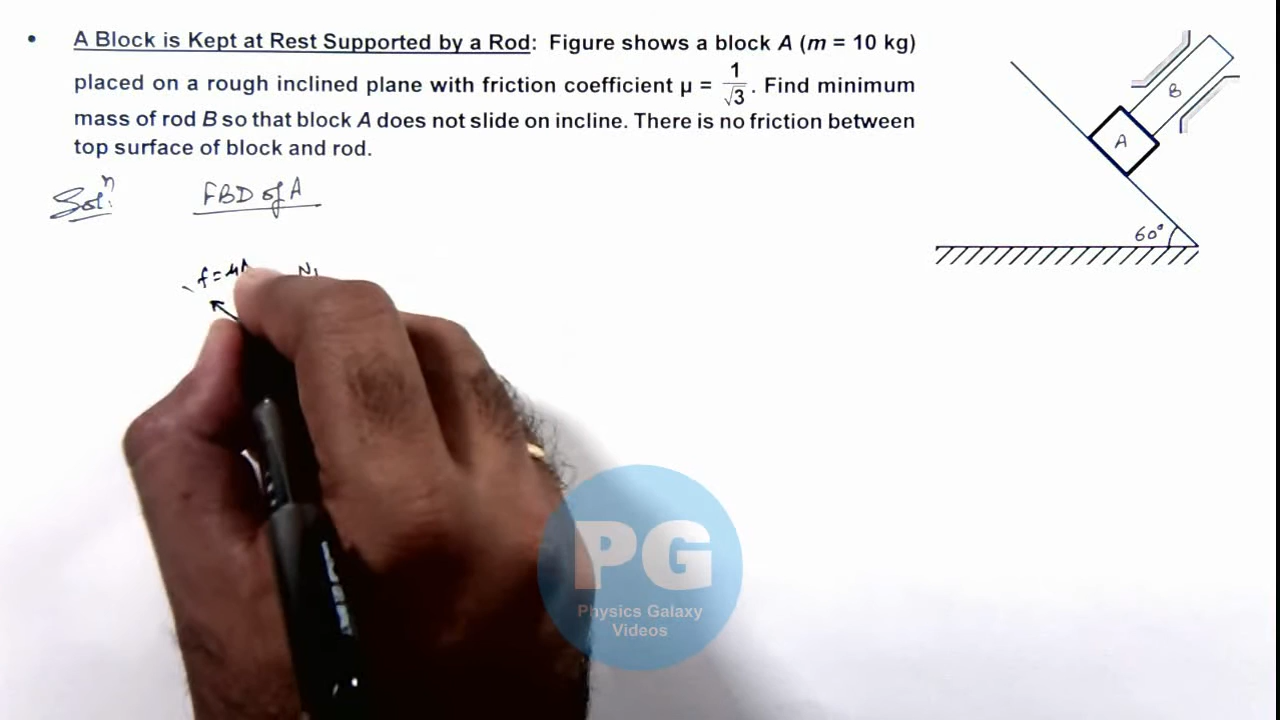 • A Block is Kept at Rest Supported by a Rod: Figure shows a block A (m = 10 kg)
placed on a rough inclined plane with friction coefficient μ = 1/√3. Find minimum
mass of rod B so that block A does not slide on incline. There is no friction between
top surface of block and rod.
Solⁿ:
FBD of A
f=μ
N₁
A
B
60°
PG
Physics Galaxy
Videos